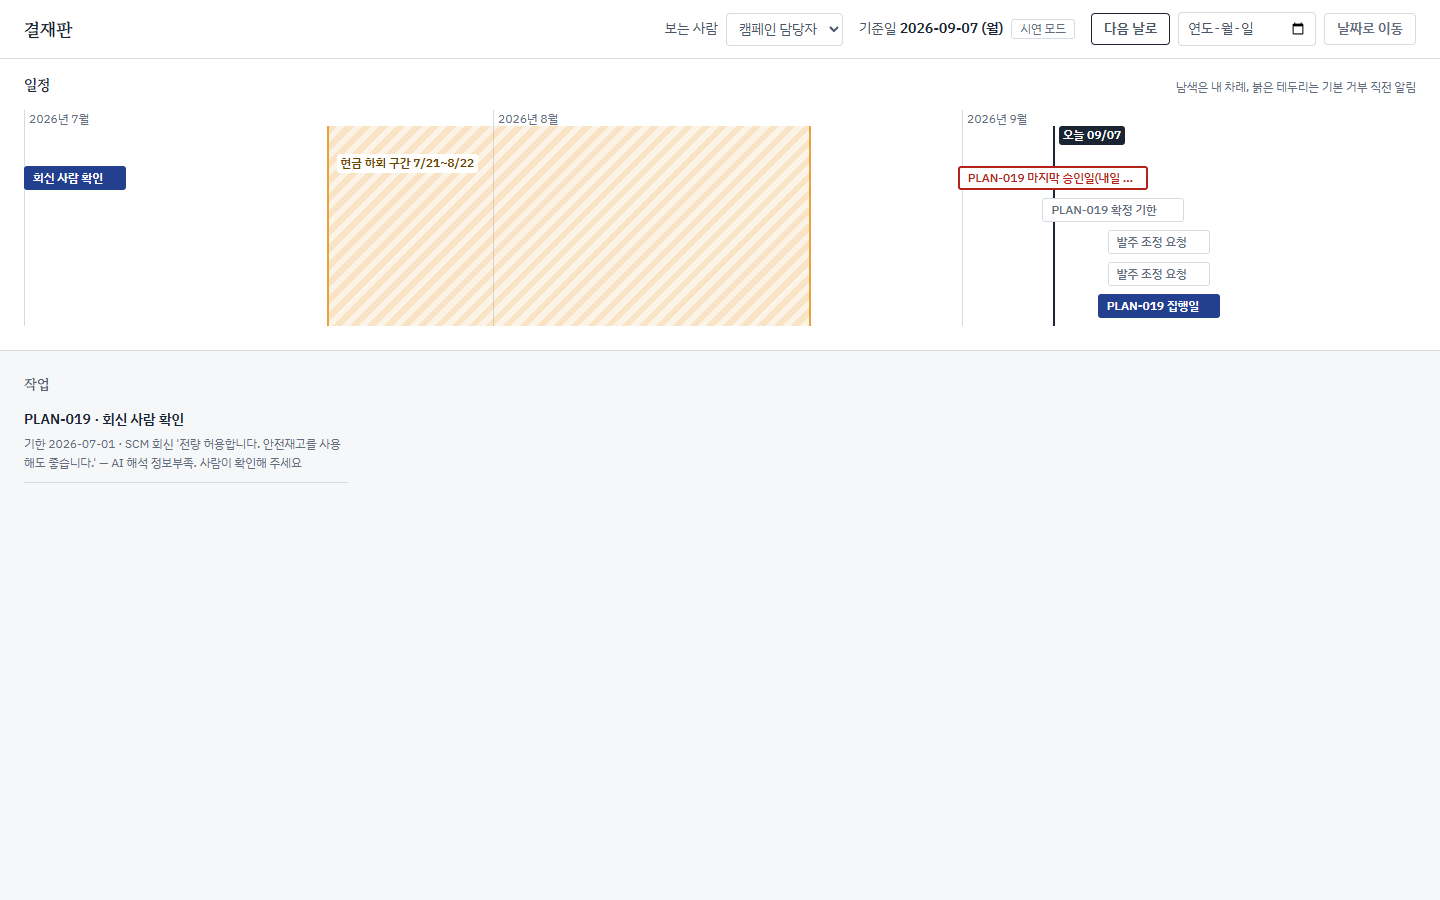 결재판
보는 사람 캠페인 담당자 기준일 2026-09-07 (월) 시연 모드 다음 날로 연도-월-일 날짜로 이동
일정
남색은 내 차례, 붉은 테두리는 기본 거부 직전 알림
2026년 7월 2026년 8월 2026년 9월
오늘 09/07
현금 하회 구간 7/21~8/22
회신 사람 확인
PLAN-019 마지막 승인일(내일 ...
PLAN-019 확정 기한
발주 조정 요청
발주 조정 요청
PLAN-019 집행일
작업
PLAN-019 · 회신 사람 확인
기한 2026-07-01 · SCM 회신 '전량 허용합니다. 안전재고를 사용
해도 좋습니다.' — AI 해석 정보부족. 사람이 확인해 주세요